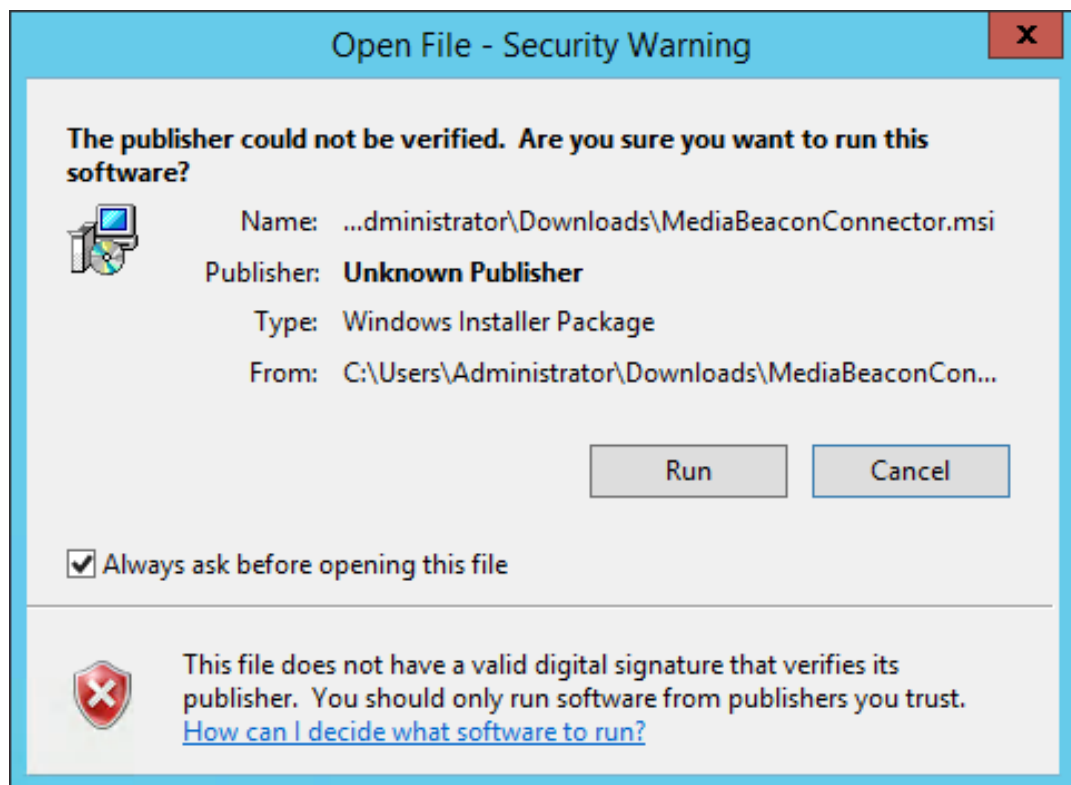 Open File - Security Warning
x
The publisher could not be verified.  Are you sure you want to run this
software?
Name: ...dministrator\Downloads\MediaBeaconConnector.msi
Publisher: Unknown Publisher
Type: Windows Installer Package
From: C:\Users\Administrator\Downloads\MediaBeaconCon...
Run Cancel
Always ask before opening this file
This file does not have a valid digital signature that verifies its
publisher.  You should only run software from publishers you trust.
How can I decide what software to run?